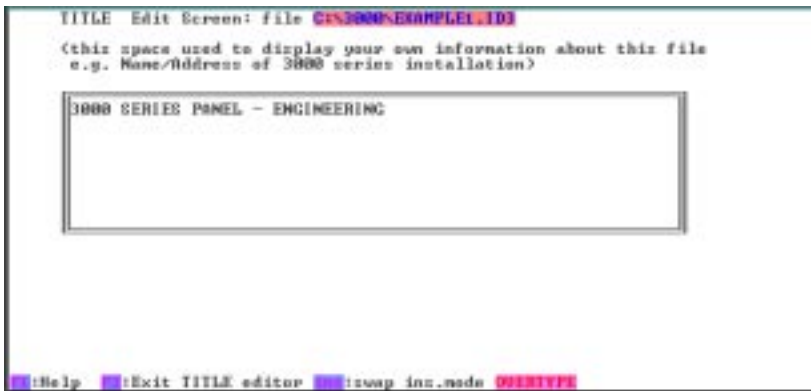 TITLE Edit Screen: file C:\3000\EXAMPLE1.ID3
(this space used to display your own information about this file
e.g. Name/Address of 3000 series installation)
3000 SERIES PANEL - ENGINEERING
:Help :Exit TITLE editor :swap ins.mode OVERTYPE